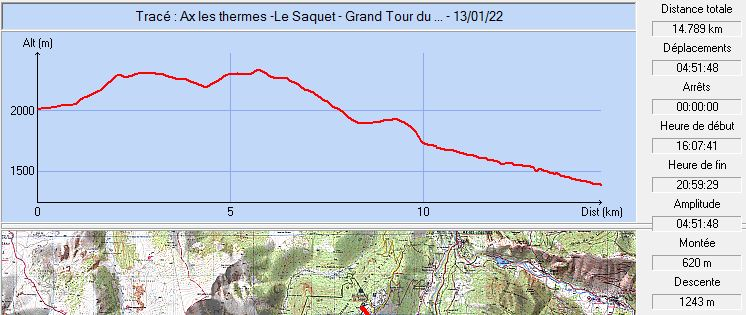 Tracé : Ax les thermes -Le Saquet - Grand Tour du ... - 13/01/22
Alt (m)
2000
1500
0
5
10
Dist (km)
Distance totale
14.789 km
Déplacements
04:51:48
Arrêts
00:00:00
Heure de début
16:07:41
Heure de fin
20:59:29
Amplitude
04:51:48
Montée
620 m
Descente
1243 m